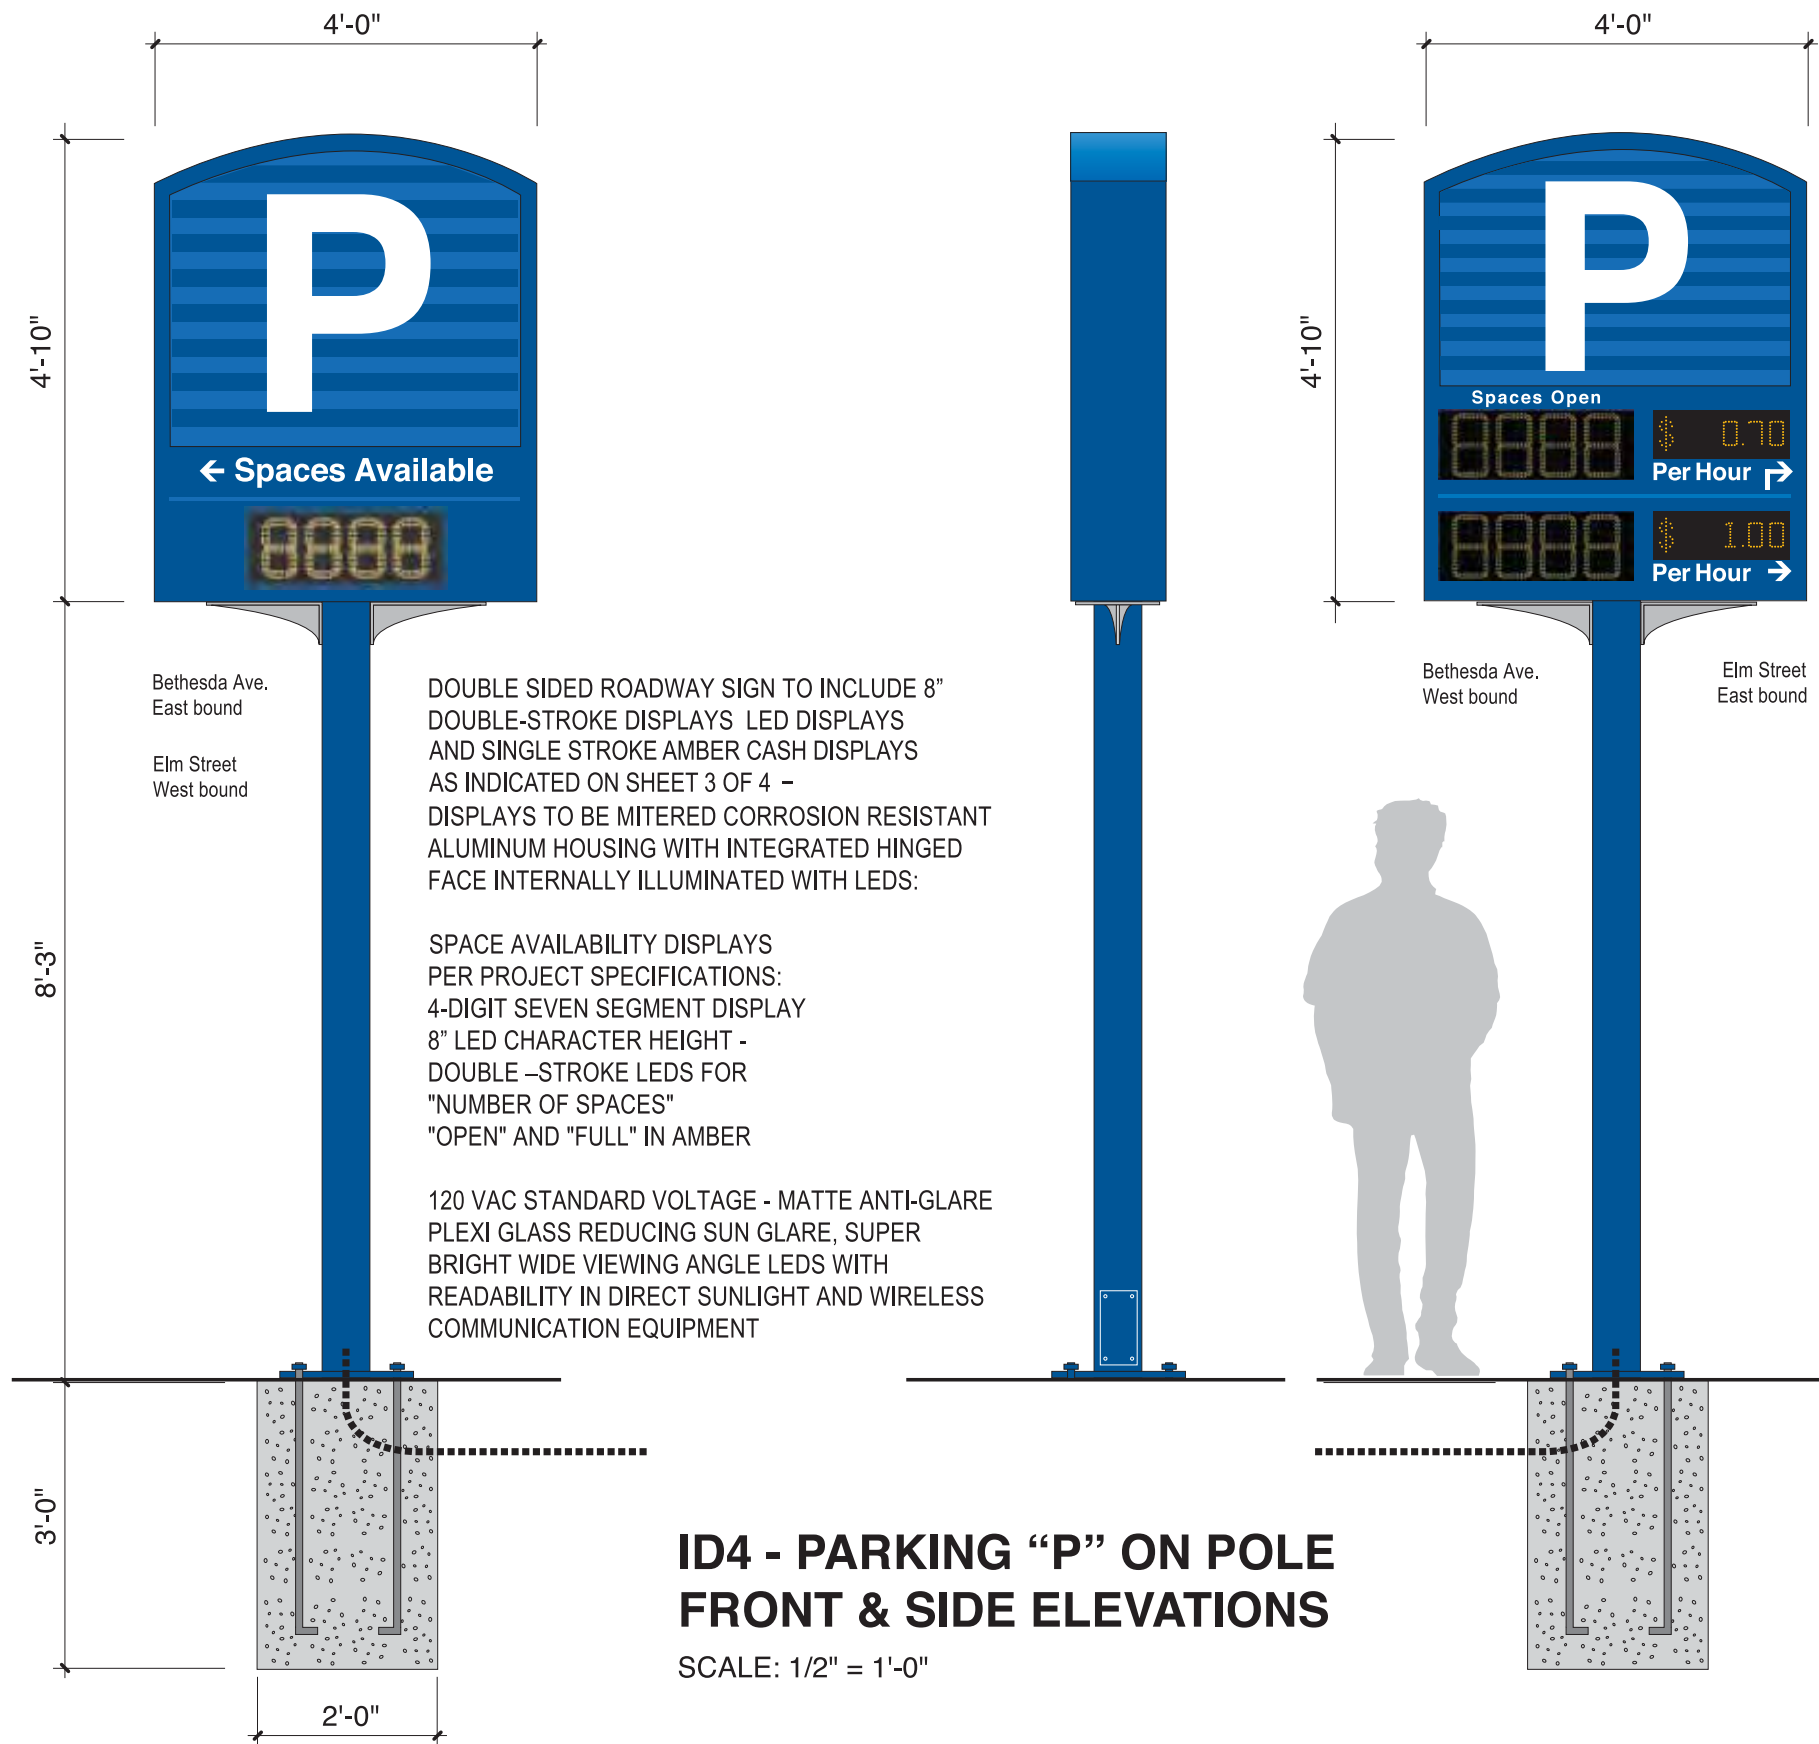 4'-0"
4'-0"
P
P
4'-10"
4'-10"
Spaces Open
8888
$ 0.70
Per Hour ↱
← Spaces Available
8888
8888
$ 1.00
Per Hour →
Bethesda Ave.
East bound
Elm Street
West bound
DOUBLE SIDED ROADWAY SIGN TO INCLUDE 8”
DOUBLE-STROKE DISPLAYS LED DISPLAYS
AND SINGLE STROKE AMBER CASH DISPLAYS
AS INDICATED ON SHEET 3 OF 4 –
DISPLAYS TO BE MITERED CORROSION RESISTANT
ALUMINUM HOUSING WITH INTEGRATED HINGED
FACE INTERNALLY ILLUMINATED WITH LEDS:
SPACE AVAILABILITY DISPLAYS
PER PROJECT SPECIFICATIONS:
4-DIGIT SEVEN SEGMENT DISPLAY
8” LED CHARACTER HEIGHT -
DOUBLE –STROKE LEDS FOR
"NUMBER OF SPACES"
"OPEN" AND "FULL" IN AMBER
120 VAC STANDARD VOLTAGE - MATTE ANTI-GLARE
PLEXI GLASS REDUCING SUN GLARE, SUPER
BRIGHT WIDE VIEWING ANGLE LEDS WITH
READABILITY IN DIRECT SUNLIGHT AND WIRELESS
COMMUNICATION EQUIPMENT
Bethesda Ave.
West bound
Elm Street
East bound
8'-3"
3'-0"
2'-0"
ID4 - PARKING “P” ON POLE
FRONT & SIDE ELEVATIONS
SCALE: 1/2" = 1'-0"